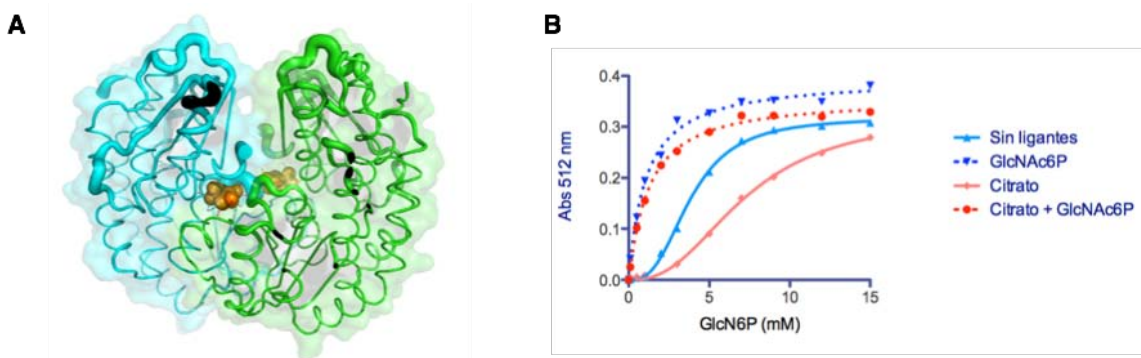 A
B
0.4
0.3
0.2
0.1
0.0
Abs 512 nm
0 5 10 15
GlcN6P (mM)
Sin ligantes
GlcNAc6P
Citrato
Citrato + GlcNAc6P